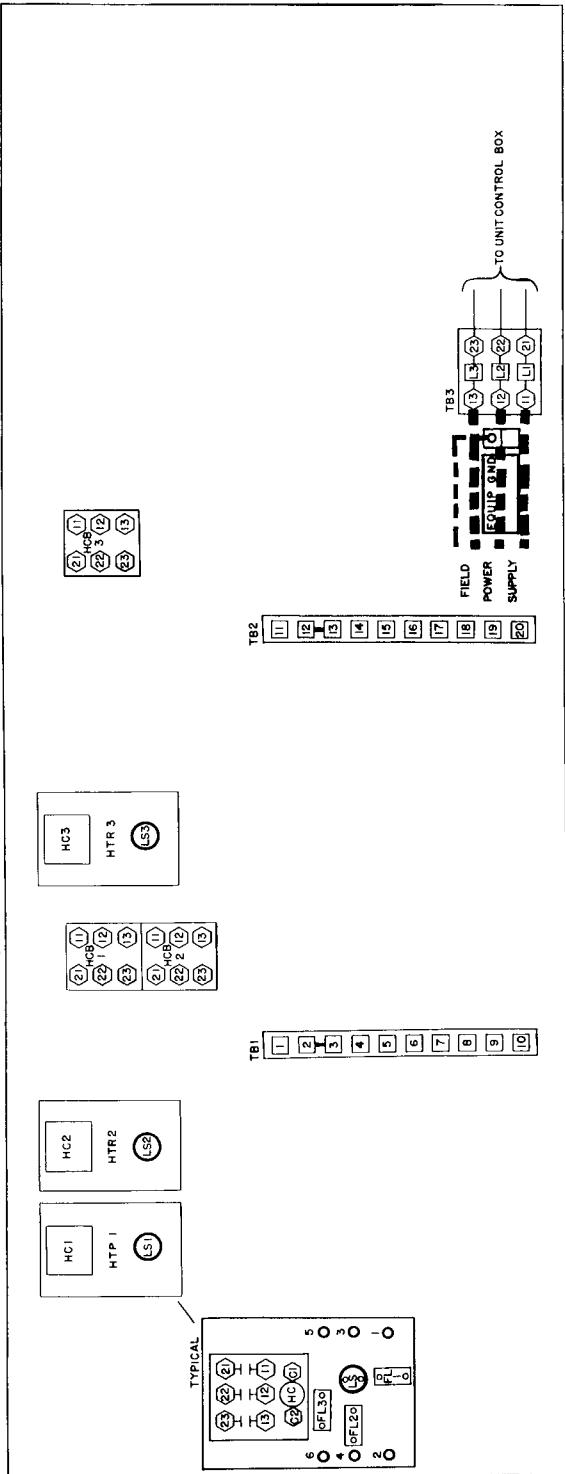 TYPICAL
23 22 21
13 12 11
C2 HC C1
FL3
FL2
LS
FL 1
6 5
4 3
2 1
HC1
HTP 1
LS1
HC2
HTR2
LS2
TB1
1
2
3
4
5
6
7
8
9
10
21 11
HCB
22 1 12
23 13
21 11
HCB
22 2 12
23 13
HC3
HTR 3
LS3
TB2
11
12
13
14
15
16
17
18
19
20
21 11
HCB
22 3 12
23 13
FIELD
POWER
SUPPLY
EQUIP GND
TB3
13 L3 23
12 L2 22
11 L1 21
TO UNIT CONTROL BOX